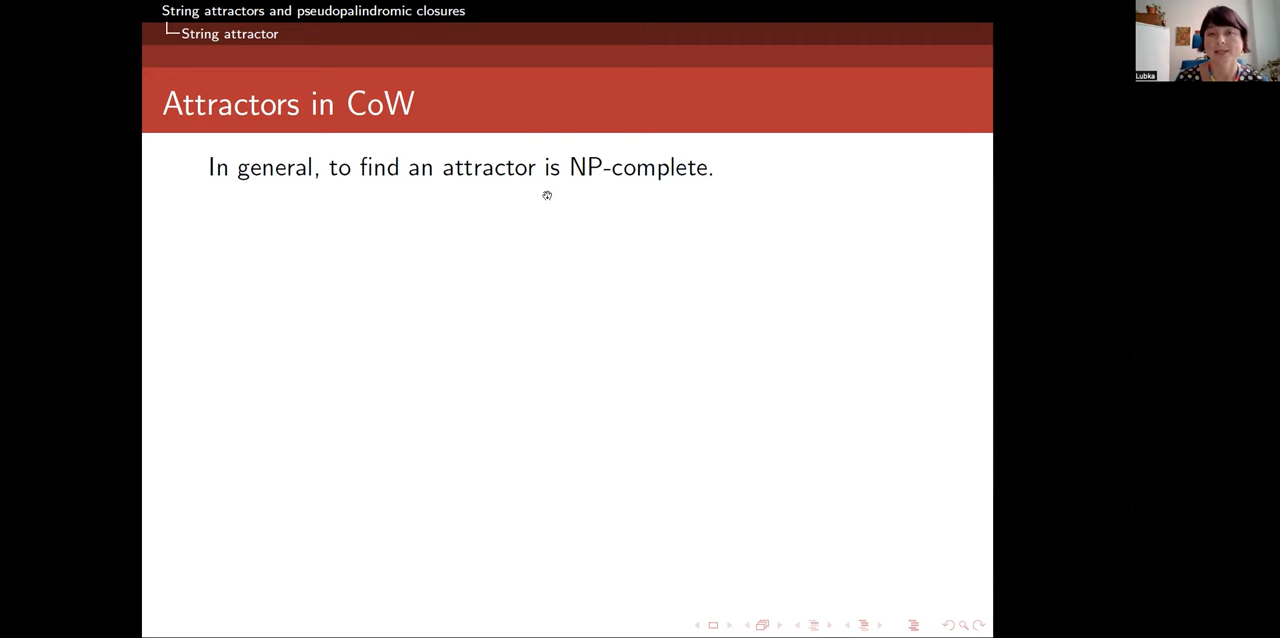 String attractors and pseudopalindromic closures
String attractor
Attractors in CoW
In general, to find an attractor is NP-complete.
Lubka